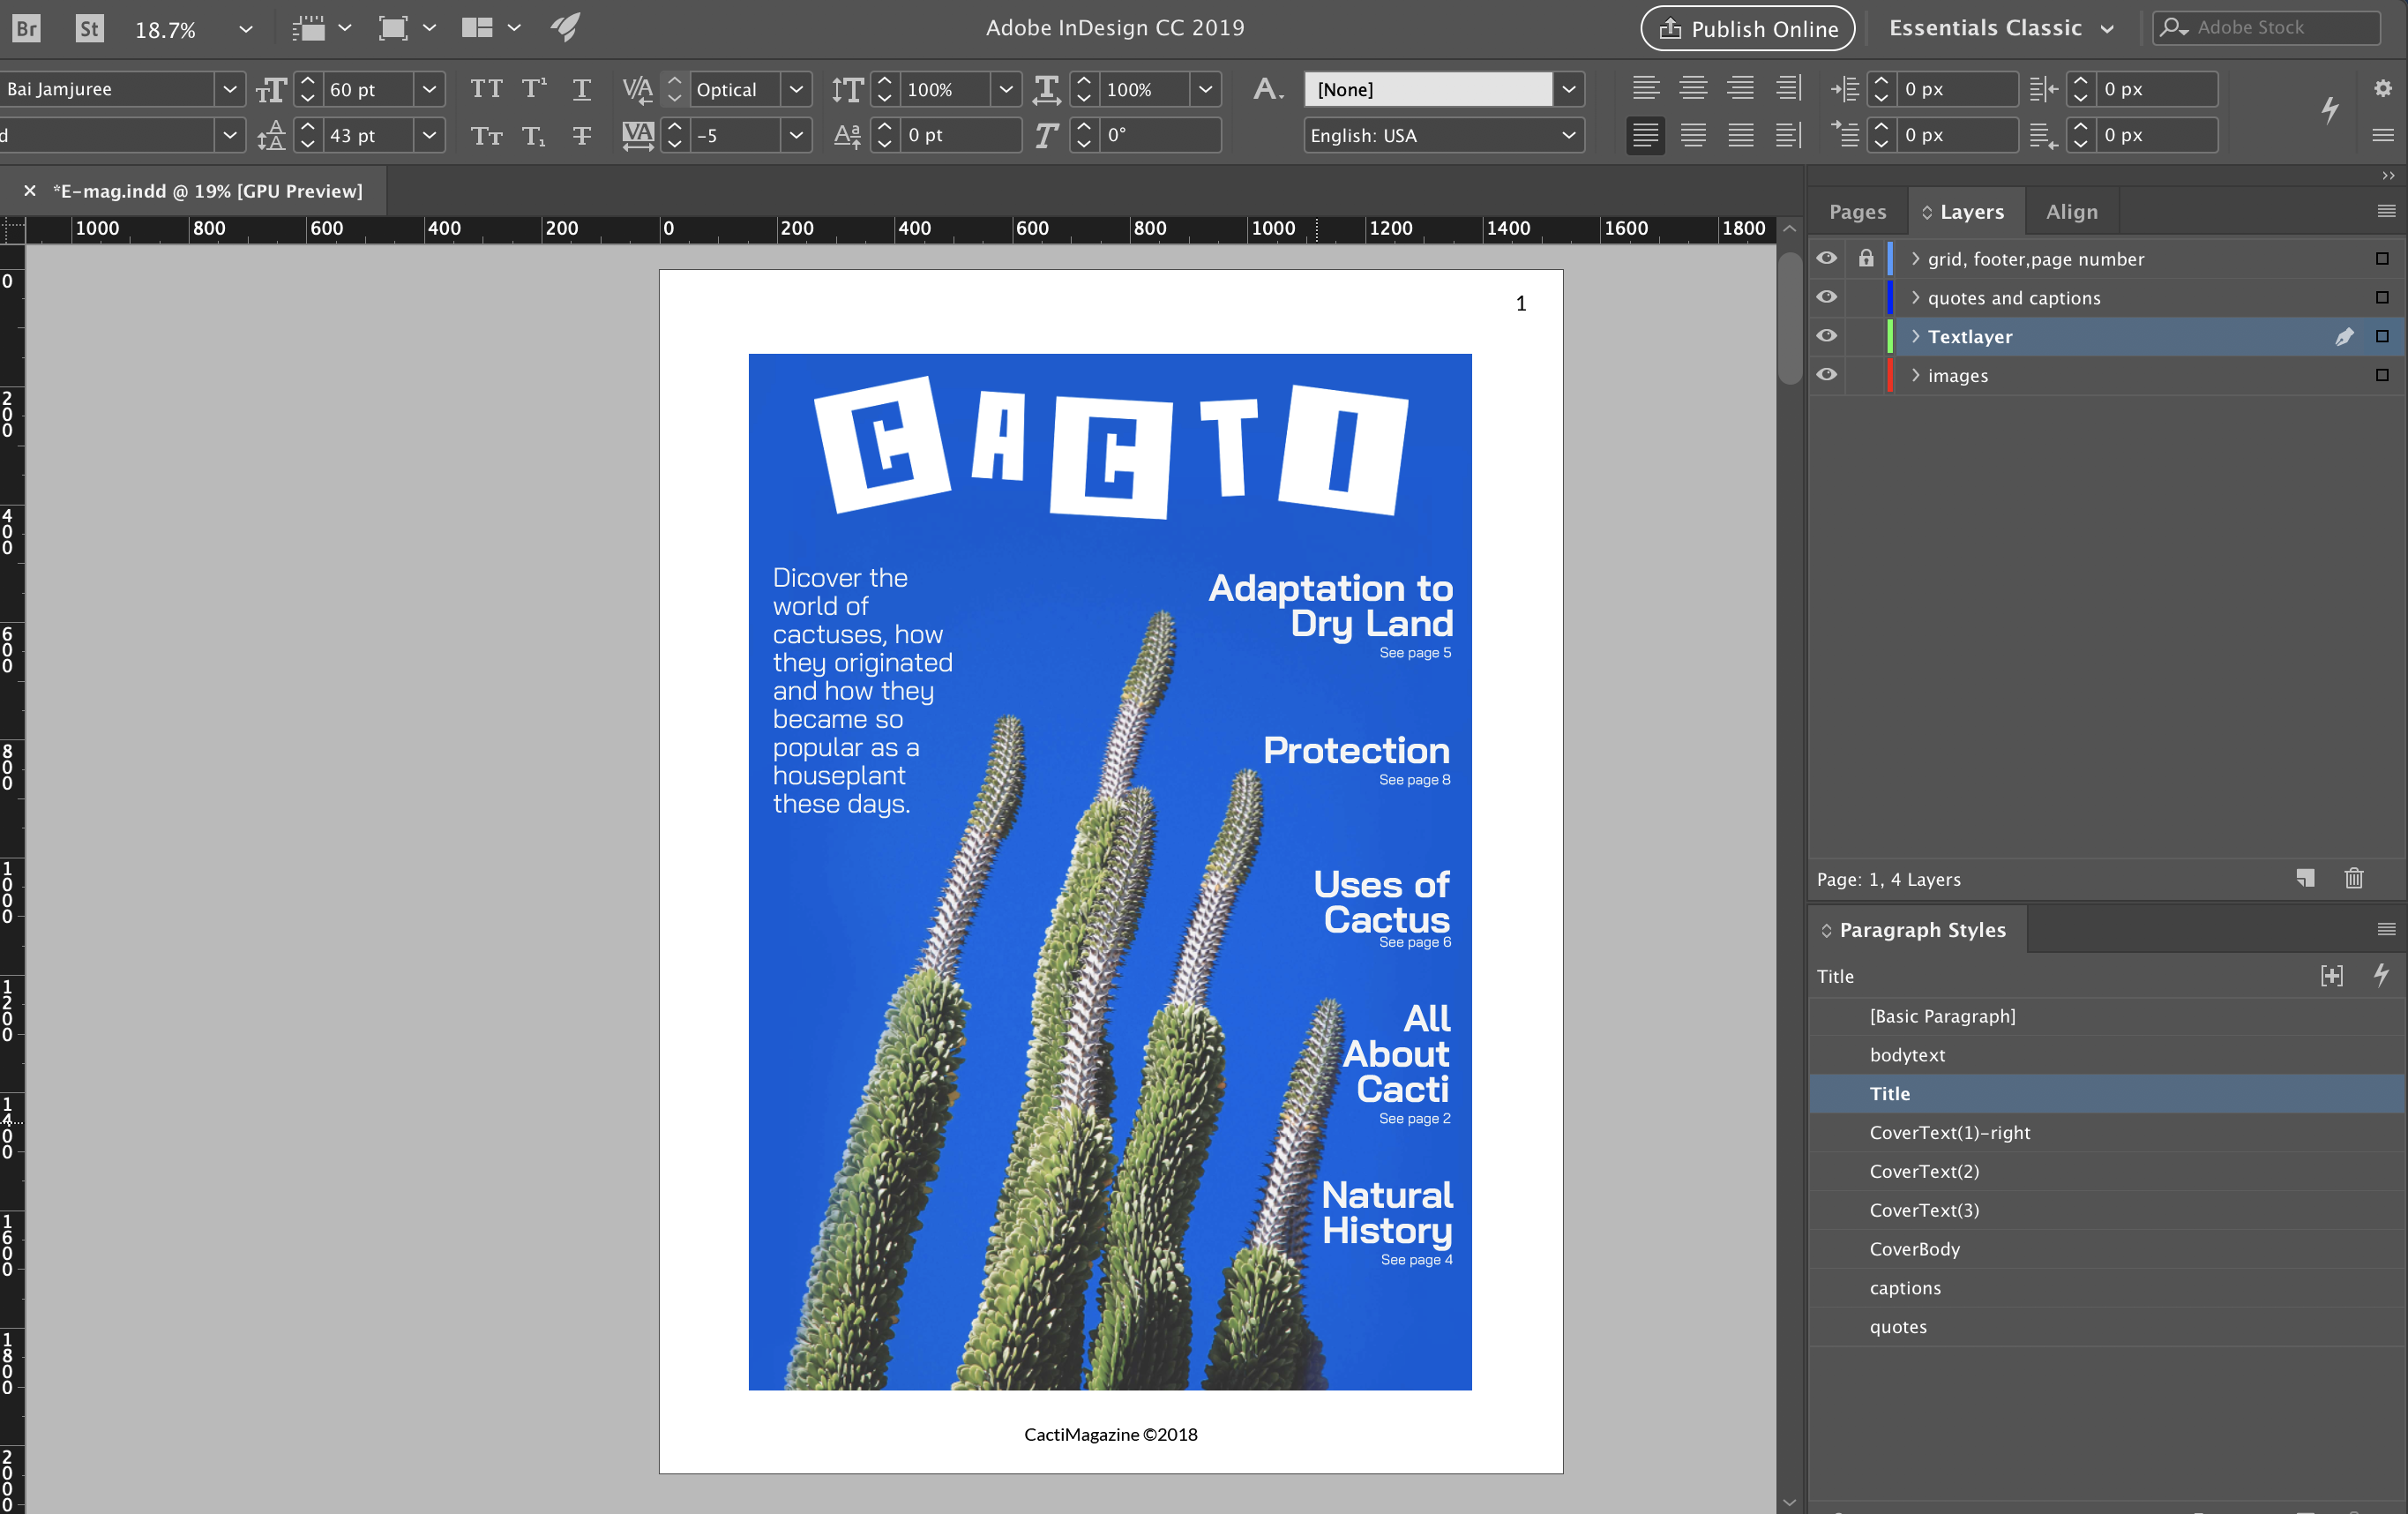 Br St 18.7% Adobe InDesign CC 2019 Publish Online Essentials Classic Adobe Stock
Bai Jamjuree 60 pt Optical 100% 100% [None] 0 px 0 px
d 43 pt -5 0 pt 0° English: USA 0 px 0 px
*E-mag.indd @ 19% [GPU Preview]
1000 800 600 400 200 0 200 400 600 800 1000 1200 1400 1600 1800
0
200
400
600
800
1000
1200
1400
1600
1800
2000
1
CACTI
Dicover the
world of
cactuses, how
they originated
and how they
became so
popular as a
houseplant
these days.
Adaptation to
Dry Land
See page 5
Protection
See page 8
Uses of
Cactus
See page 6
All
About
Cacti
See page 2
Natural
History
See page 4
CactiMagazine ©2018
Pages Layers Align
grid, footer,page number
quotes and captions
Textlayer
images
Page: 1, 4 Layers
Paragraph Styles
Title
[Basic Paragraph]
bodytext
Title
CoverText(1)-right
CoverText(2)
CoverText(3)
CoverBody
captions
quotes